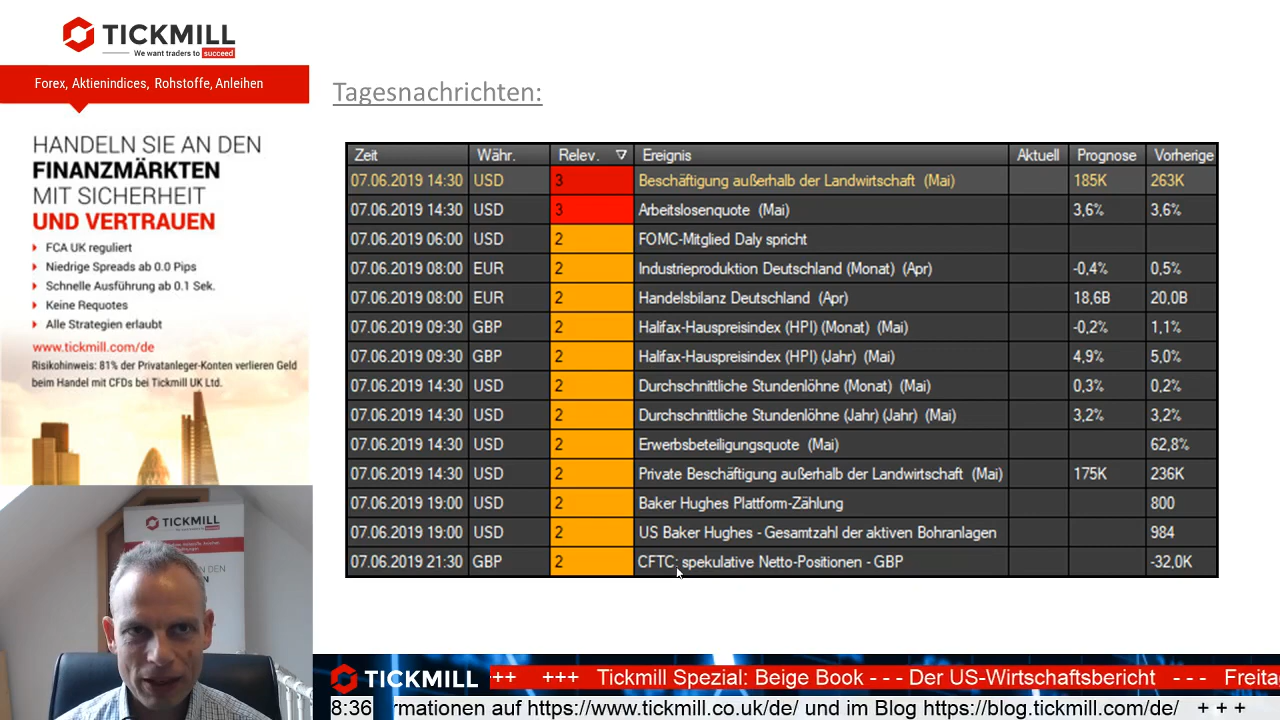 TICKMILL
We want traders to succeed
Forex, Aktienindices, Rohstoffe, Anleihen
HANDELN SIE AN DEN
FINANZMÄRKTEN
MIT SICHERHEIT
UND VERTRAUEN
FCA UK reguliert
Niedrige Spreads ab 0.0 Pips
Schnelle Ausführung ab 0.1 Sek.
Keine Requotes
Alle Strategien erlaubt
www.tickmill.com/de
Risikohinweis: 81% der Privatanleger-Konten verlieren Geld
beim Handel mit CFDs bei Tickmill UK Ltd.
TICKMILL
Tagesnachrichten:
Zeit Währ. Relev. Ereignis Aktuell Prognose Vorherige
07.06.2019 14:30 USD 3 Beschäftigung außerhalb der Landwirtschaft (Mai) 185K 263K
07.06.2019 14:30 USD 3 Arbeitslosenquote (Mai) 3,6% 3,6%
07.06.2019 06:00 USD 2 FOMC-Mitglied Daly spricht
07.06.2019 08:00 EUR 2 Industrieproduktion Deutschland (Monat) (Apr) -0,4% 0,5%
07.06.2019 08:00 EUR 2 Handelsbilanz Deutschland (Apr) 18,6B 20,0B
07.06.2019 09:30 GBP 2 Halifax-Hauspreisindex (HPI) (Monat) (Mai) -0,2% 1,1%
07.06.2019 09:30 GBP 2 Halifax-Hauspreisindex (HPI) (Jahr) (Mai) 4,9% 5,0%
07.06.2019 14:30 USD 2 Durchschnittliche Stundenlöhne (Monat) (Mai) 0,3% 0,2%
07.06.2019 14:30 USD 2 Durchschnittliche Stundenlöhne (Jahr) (Jahr) (Mai) 3,2% 3,2%
07.06.2019 14:30 USD 2 Erwerbsbeteiligungsquote (Mai) 62,8%
07.06.2019 14:30 USD 2 Private Beschäftigung außerhalb der Landwirtschaft (Mai) 175K 236K
07.06.2019 19:00 USD 2 Baker Hughes Plattform-Zählung 800
07.06.2019 19:00 USD 2 US Baker Hughes - Gesamtzahl der aktiven Bohranlagen 984
07.06.2019 21:30 GBP 2 CFTC: spekulative Netto-Positionen - GBP -32,0K
TICKMILL ++ +++ Tickmill Spezial: Beige Book - - - Der US-Wirtschaftsbericht - - - Freita
8:36 rmationen auf https://www.tickmill.co.uk/de/ und im Blog https://blog.tickmill.com/de/ + + +